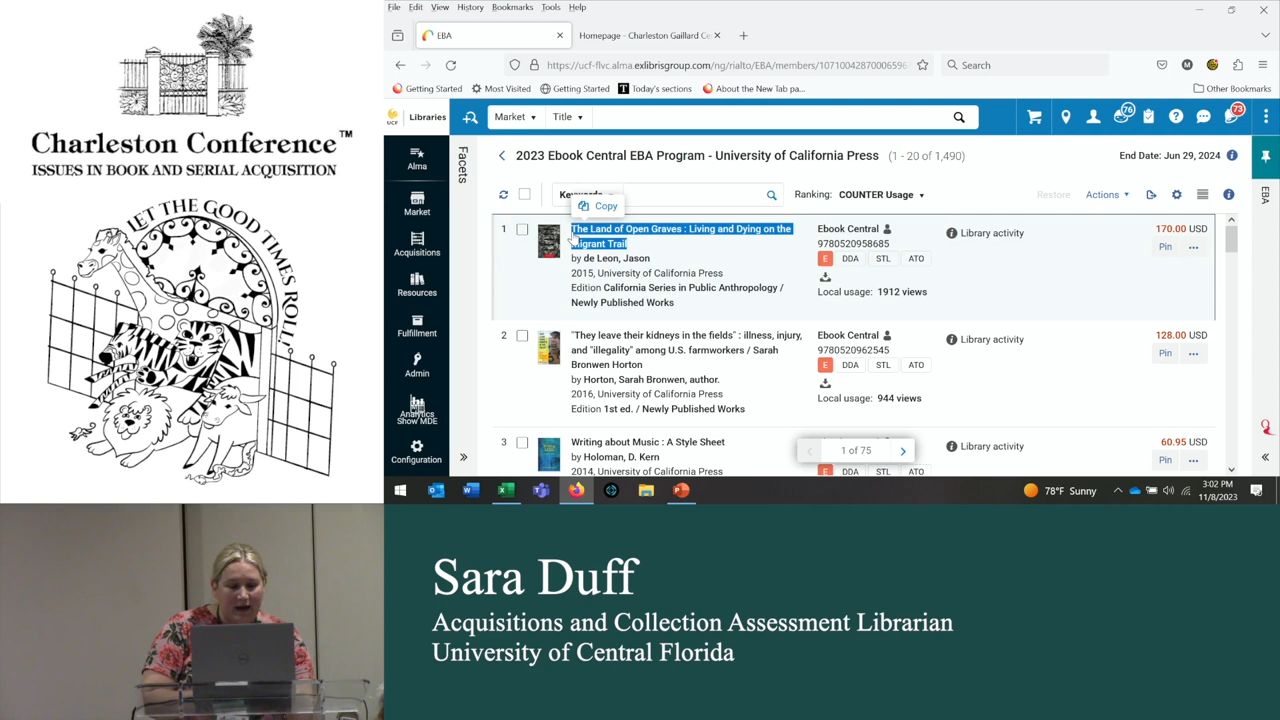 Charleston Conference ™
ISSUES IN BOOK AND SERIAL ACQUISITION
LET THE GOOD TIMES ROLL!
File Edit View History Bookmarks Tools Help
EBA
Homepage - Charleston Gaillard Ce
https://ucf-flvc.alma.exlibrisgroup.com/ng/rialto/EBA/members/1071004287000659
Search
Getting Started Most Visited Getting Started Today's sections About the New Tab pa... Other Bookmarks
UCF Libraries Market Title 76 73
Alma
Market
Acquisitions
Resources
Fulfillment
Admin
Analytics
Show MDE
Configuration
Facets
2023 Ebook Central EBA Program - University of California Press (1 - 20 of 1,490) End Date: Jun 29, 2024
Keywords Ranking: COUNTER Usage Restore Actions
EBA
Copy
1
The Land of Open Graves : Living and Dying on the
Migrant Trail
by de Leon, Jason
2015, University of California Press
Edition California Series in Public Anthropology /
Newly Published Works
Ebook Central
9780520958685
E DDA STL ATO
Local usage: 1912 views
Library activity
170.00 USD
Pin ...
2
"They leave their kidneys in the fields" : illness, injury,
and "illegality" among U.S. farmworkers / Sarah
Bronwen Horton
by Horton, Sarah Bronwen, author.
2016, University of California Press
Edition 1st ed. / Newly Published Works
Ebook Central
9780520962545
E DDA STL ATO
Local usage: 944 views
Library activity
128.00 USD
Pin ...
3
Writing about Music : A Style Sheet
by Holoman, D. Kern
2014, University of California Press
1 of 75
E DDA STL ATO
Library activity
60.95 USD
Pin ...
78°F Sunny
3:02 PM
11/8/2023
Sara Duff
Acquisitions and Collection Assessment Librarian
University of Central Florida